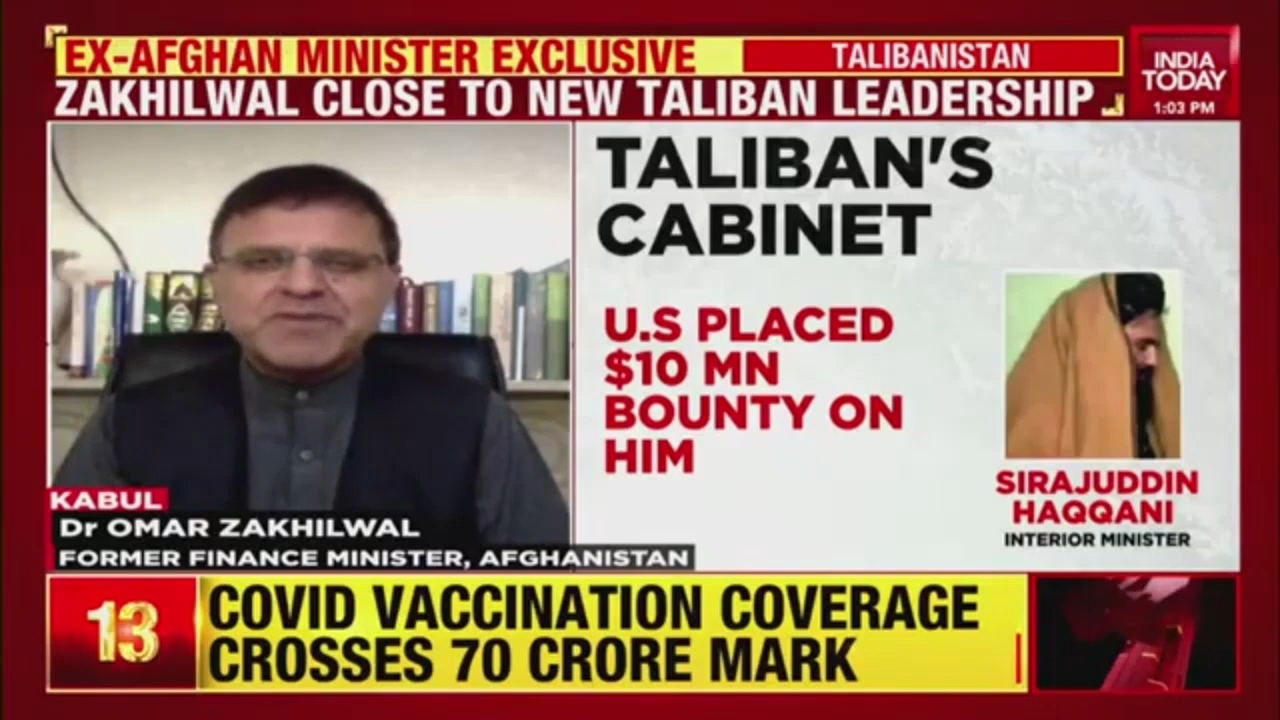 EX-AFGHAN MINISTER EXCLUSIVE
TALIBANISTAN
ZAKHILWAL CLOSE TO NEW TALIBAN LEADERSHIP
INDIA
TODAY
1:03 PM
TALIBAN'S
CABINET
U.S PLACED
$10 MN
BOUNTY ON
HIM
SIRAJUDDIN
HAQQANI
INTERIOR MINISTER
KABUL
Dr OMAR ZAKHILWAL
FORMER FINANCE MINISTER, AFGHANISTAN
13
COVID VACCINATION COVERAGE
CROSSES 70 CRORE MARK